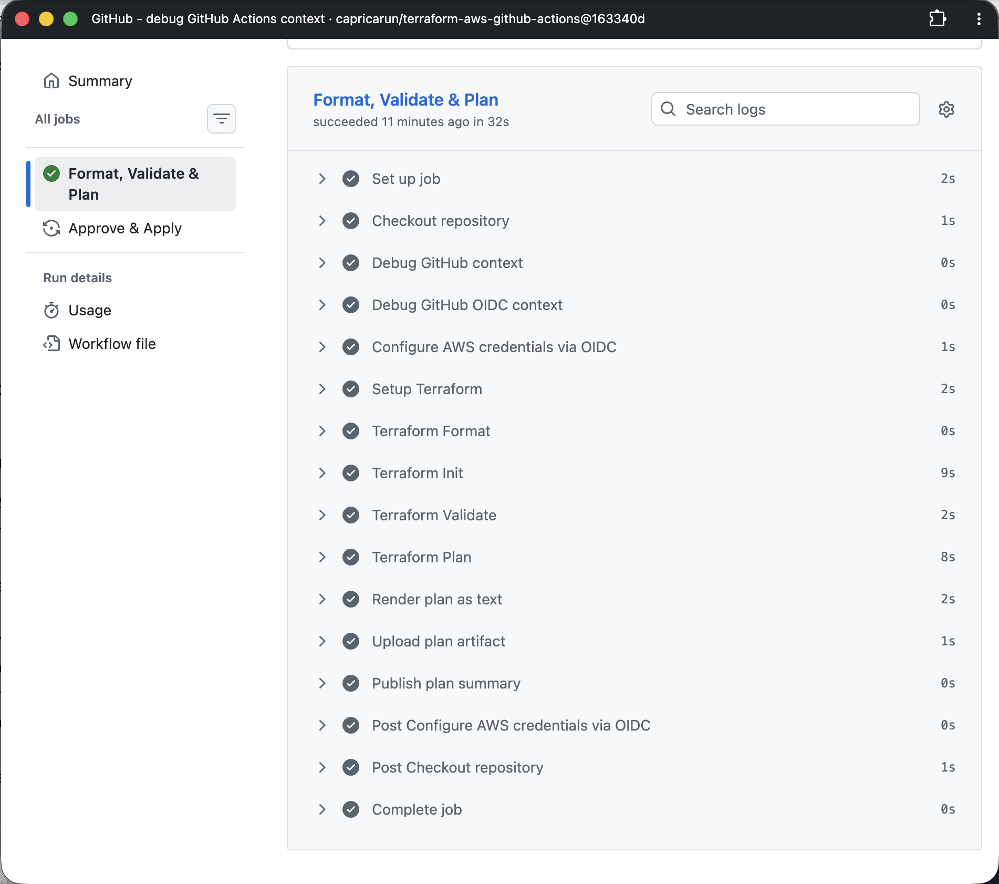 GitHub - debug GitHub Actions context · capricarun/terraform-aws-github-actions@163340d
Summary
All jobs
Format, Validate &
Plan
Approve & Apply
Run details
Usage
Workflow file
Format, Validate & Plan
succeeded 11 minutes ago in 32s
Search logs
Set up job 2s
Checkout repository 1s
Debug GitHub context 0s
Debug GitHub OIDC context 0s
Configure AWS credentials via OIDC 1s
Setup Terraform 2s
Terraform Format 0s
Terraform Init 9s
Terraform Validate 2s
Terraform Plan 8s
Render plan as text 2s
Upload plan artifact 1s
Publish plan summary 0s
Post Configure AWS credentials via OIDC 0s
Post Checkout repository 1s
Complete job 0s